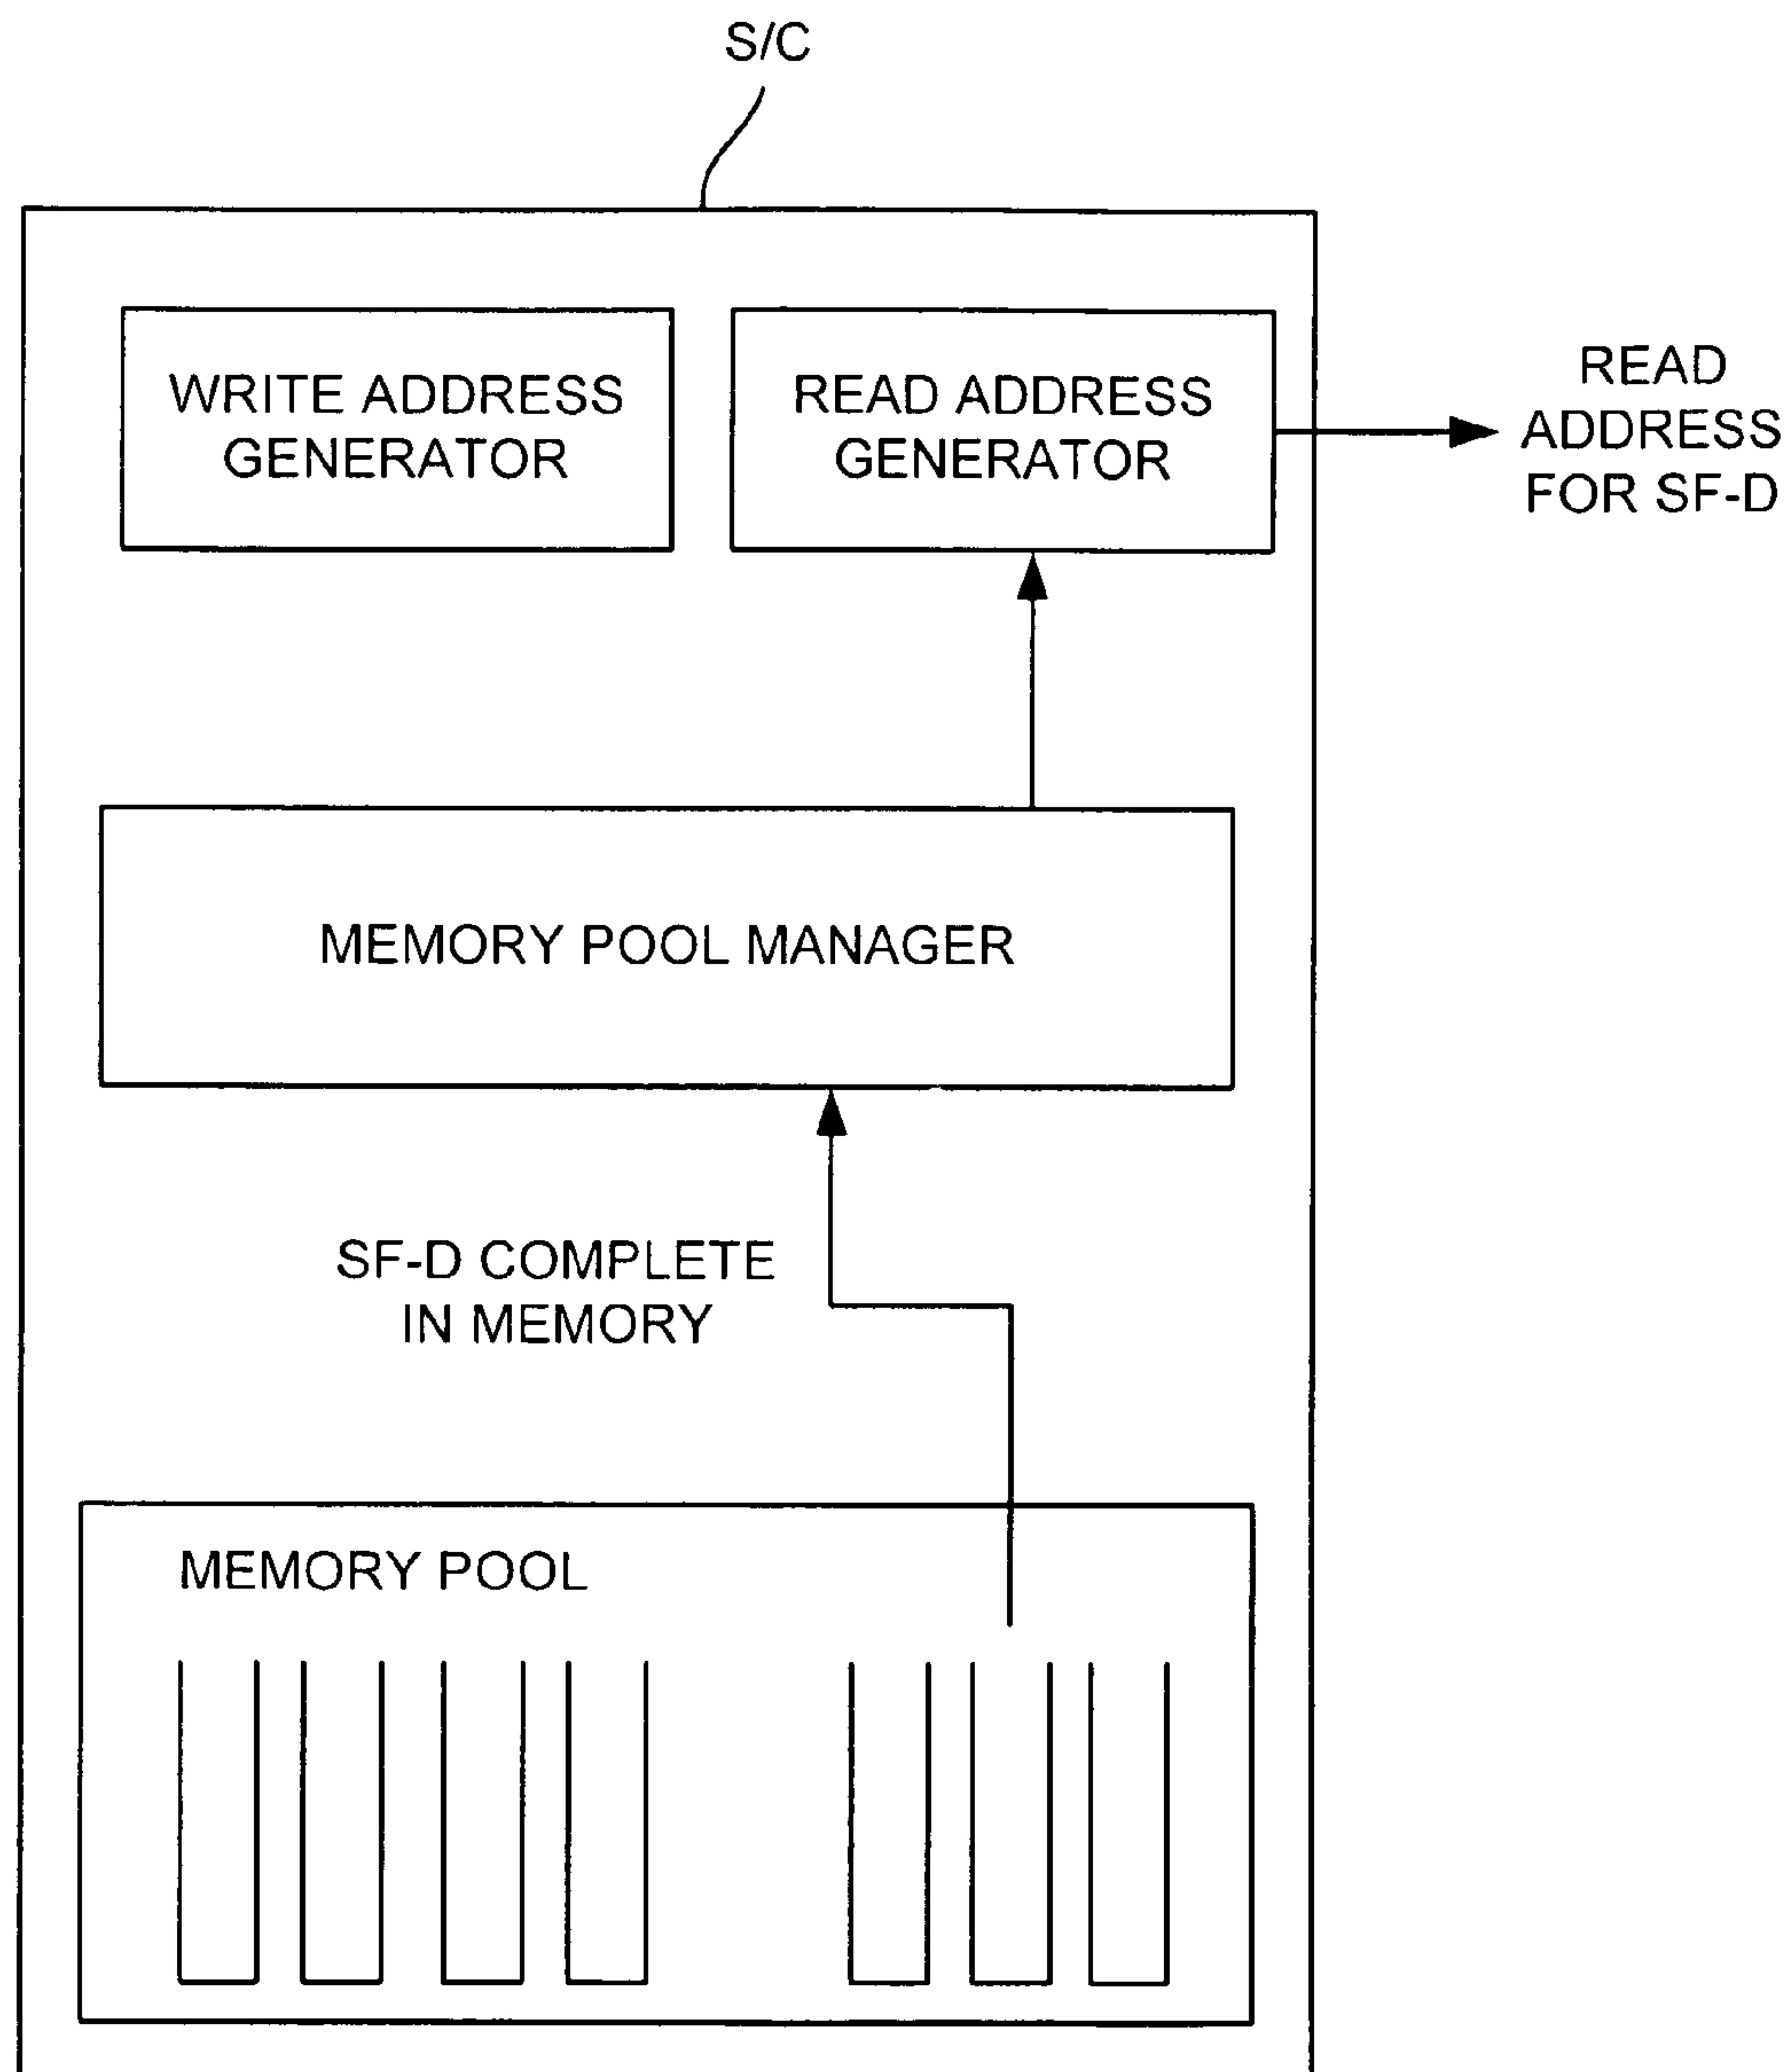 S/C
WRITE ADDRESS
GENERATOR
READ ADDRESS
GENERATOR
READ
ADDRESS
FOR SF-D
MEMORY POOL MANAGER
SF-D COMPLETE
IN MEMORY
MEMORY POOL